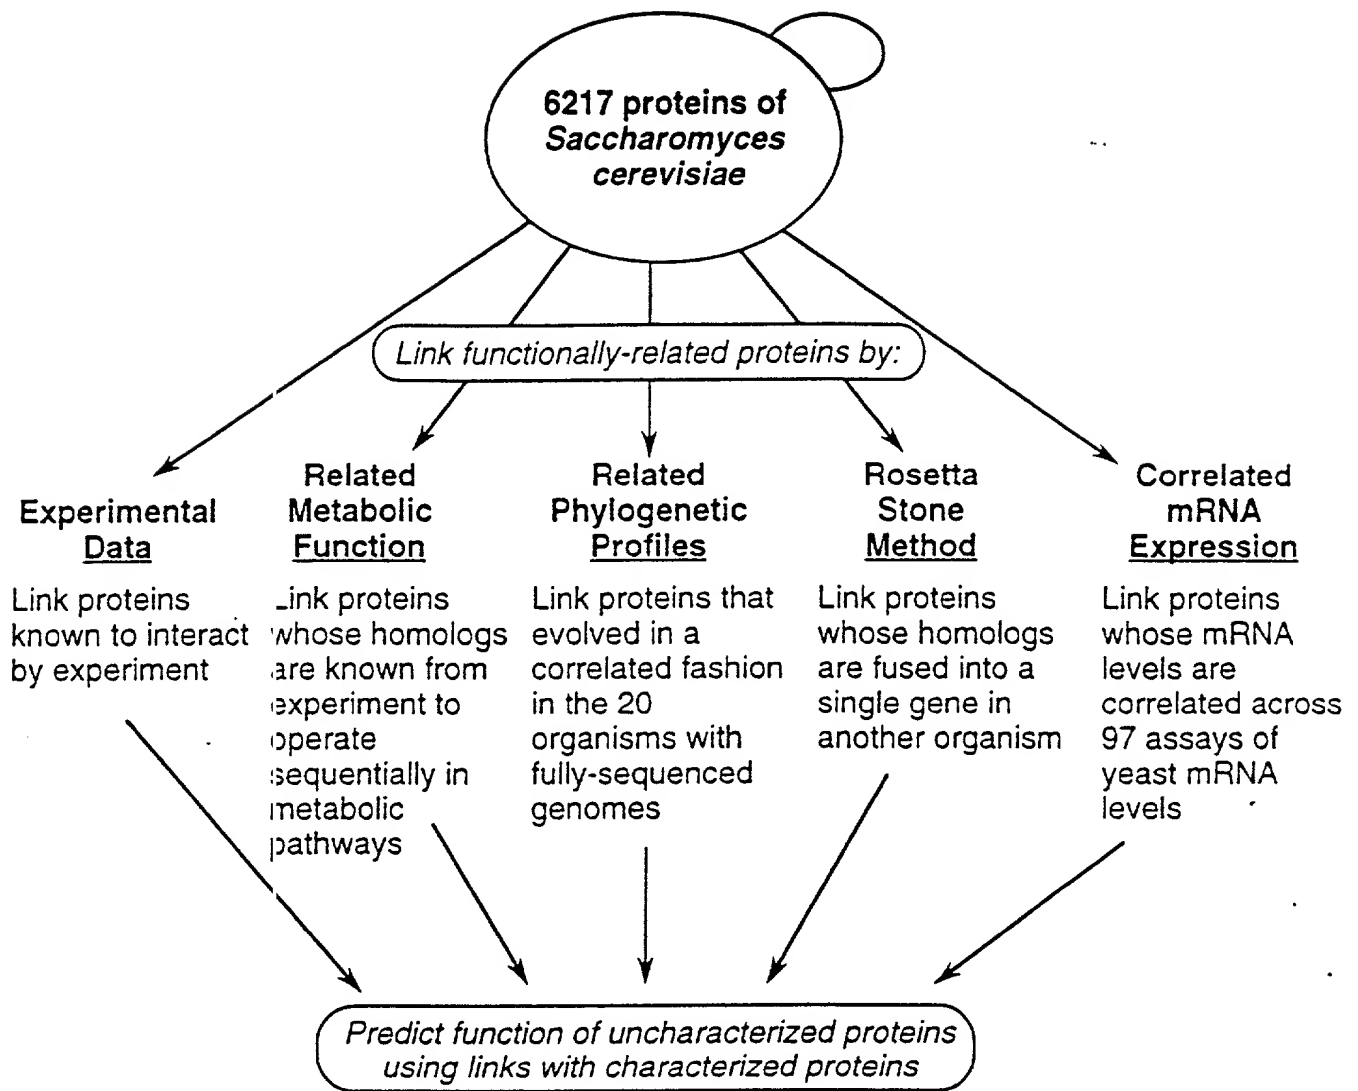 6217 proteins of
Saccharomyces
cerevisiae
Link functionally-related proteins by:
Experimental
Data
Link proteins
known to interact
by experiment
Related
Metabolic
Function
Link proteins
whose homologs
are known from
experiment to
operate
sequentially in
metabolic
pathways
Related
Phylogenetic
Profiles
Link proteins that
evolved in a
correlated fashion
in the 20
organisms with
fully-sequenced
genomes
Rosetta
Stone
Method
Link proteins
whose homologs
are fused into a
single gene in
another organism
Correlated
mRNA
Expression
Link proteins
whose mRNA
levels are
correlated across
97 assays of
yeast mRNA
levels
Predict function of uncharacterized proteins
using links with characterized proteins